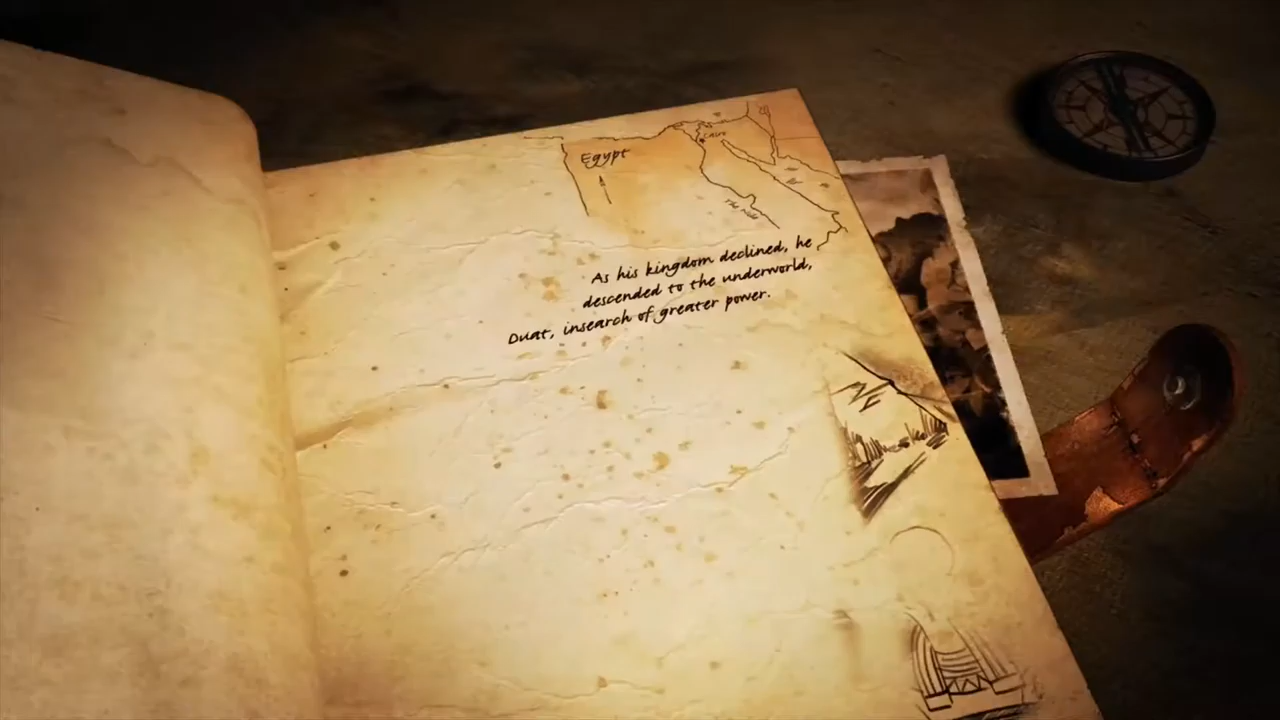 Egypt
Cairo
The Nile
As his kingdom declined, he
descended to the underworld,
Duat, insearch of greater power.